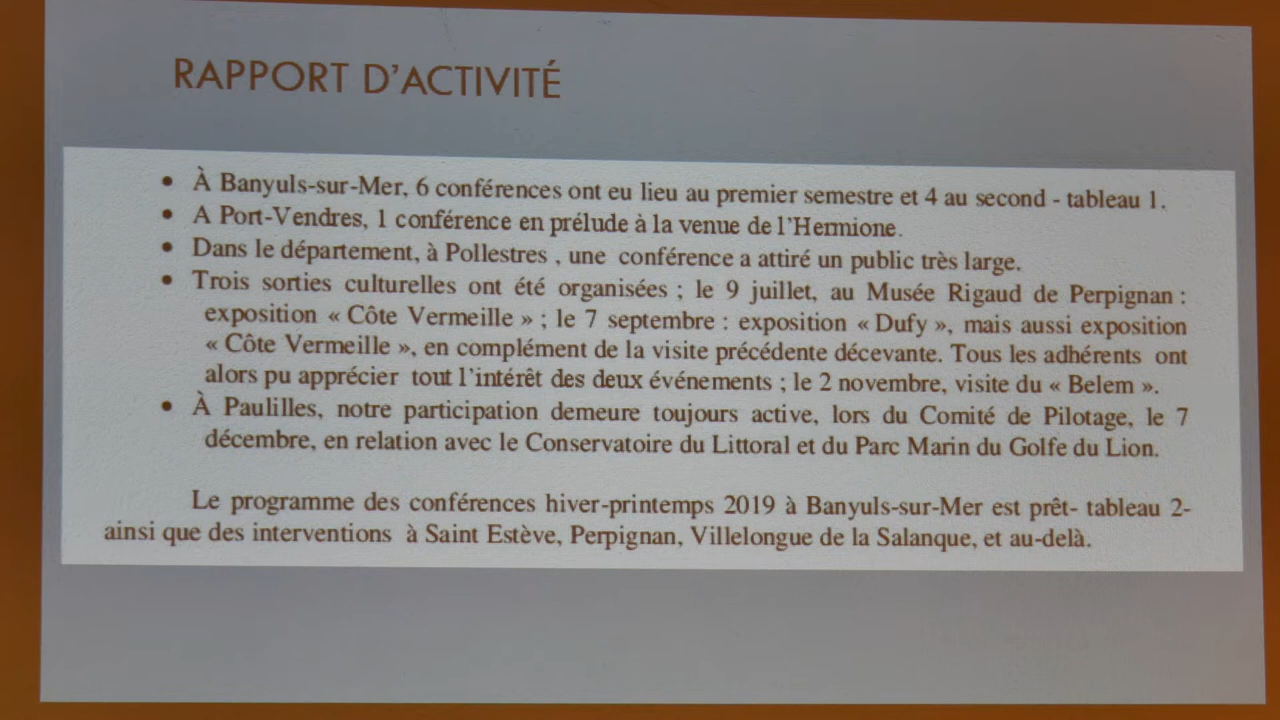 RAPPORT D'ACTIVITÉ
• À Banyuls-sur-Mer, 6 conférences ont eu lieu au premier semestre et 4 au second - tableau 1.
• A Port-Vendres, 1 conférence en prélude à la venue de l'Hermione.
• Dans le département, à Pollestres , une conférence a attiré un public très large.
• Trois sorties culturelles ont été organisées ; le 9 juillet, au Musée Rigaud de Perpignan :
exposition « Côte Vermeille » ; le 7 septembre : exposition « Dufy », mais aussi exposition
« Côte Vermeille », en complément de la visite précédente décevante. Tous les adhérents ont
alors pu apprécier tout l'intérêt des deux événements ; le 2 novembre, visite du « Belem ».
• À Paulilles, notre participation demeure toujours active, lors du Comité de Pilotage, le 7
décembre, en relation avec le Conservatoire du Littoral et du Parc Marin du Golfe du Lion.
Le programme des conférences hiver-printemps 2019 à Banyuls-sur-Mer est prêt- tableau 2-
ainsi que des interventions à Saint Estève, Perpignan, Villelongue de la Salanque, et au-delà.